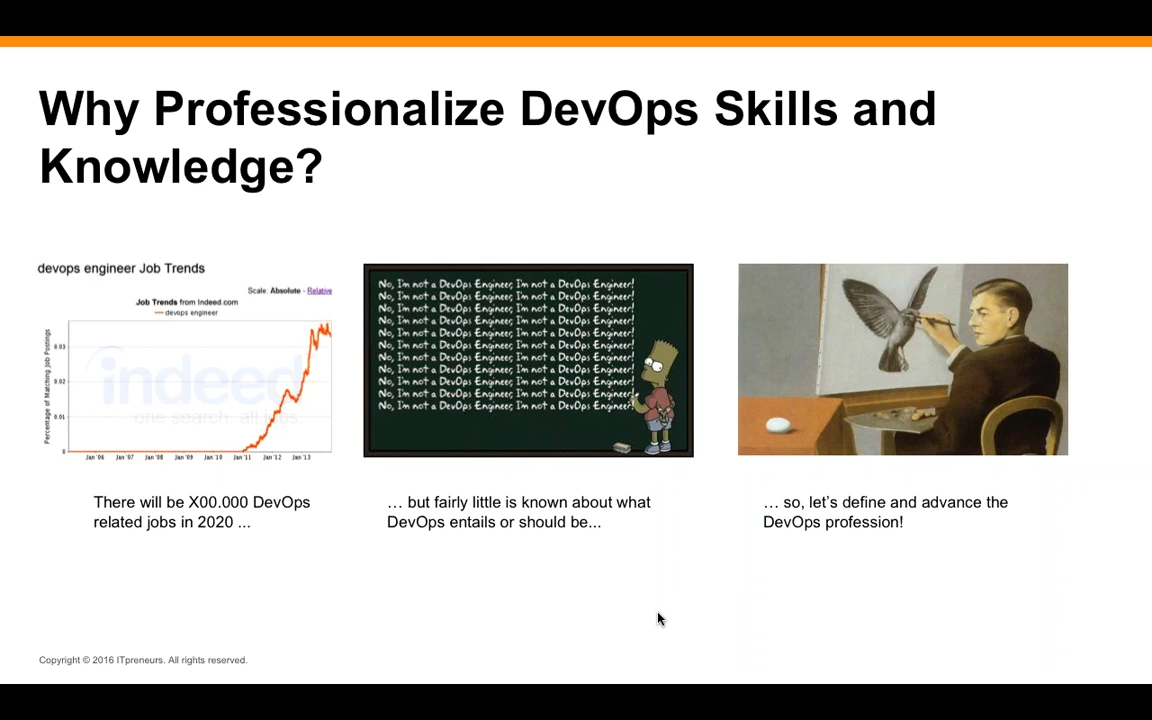 Why Professionalize DevOps Skills and
Knowledge?
devops engineer Job Trends
Scale: Absolute - Relative
Job Trends from Indeed.com
devops engineer
Percentage of Matching Job Postings
0.03
0.02
0.01
0
indeed
one search. all jobs.
Jan '06 Jan '07 Jan '08 Jan '09 Jan '10 Jan '11 Jan '12 Jan '13
No, I'm not a DevOps Engineer, I'm not a DevOps Engineer!
No, I'm not a DevOps Engineer, I'm not a DevOps Engineer!
No, I'm not a DevOps Engineer, I'm not a DevOps Engineer!
No, I'm not a DevOps Engineer, I'm not a DevOps Engineer!
No, I'm not a DevOps Engineer, I'm not a DevOps Engineer!
No, I'm not a DevOps Engineer, I'm not a DevOps Engineer!
No, I'm not a DevOps Engineer, I'm not a DevOps Engineer!
No, I'm not a DevOps Engineer, I'm not a DevOps Engineer!
No, I'm not a DevOps Engineer, I'm not a DevOps Engineer!
No, I'm not a DevOps Engineer, I'm not a DevOps Engineer!
No, I'm not a DevOps Engineer, I'm not a DevOps Engineer!
There will be X00.000 DevOps
related jobs in 2020 ...
… but fairly little is known about what
DevOps entails or should be...
… so, let's define and advance the
DevOps profession!
Copyright © 2016 ITpreneurs. All rights reserved.